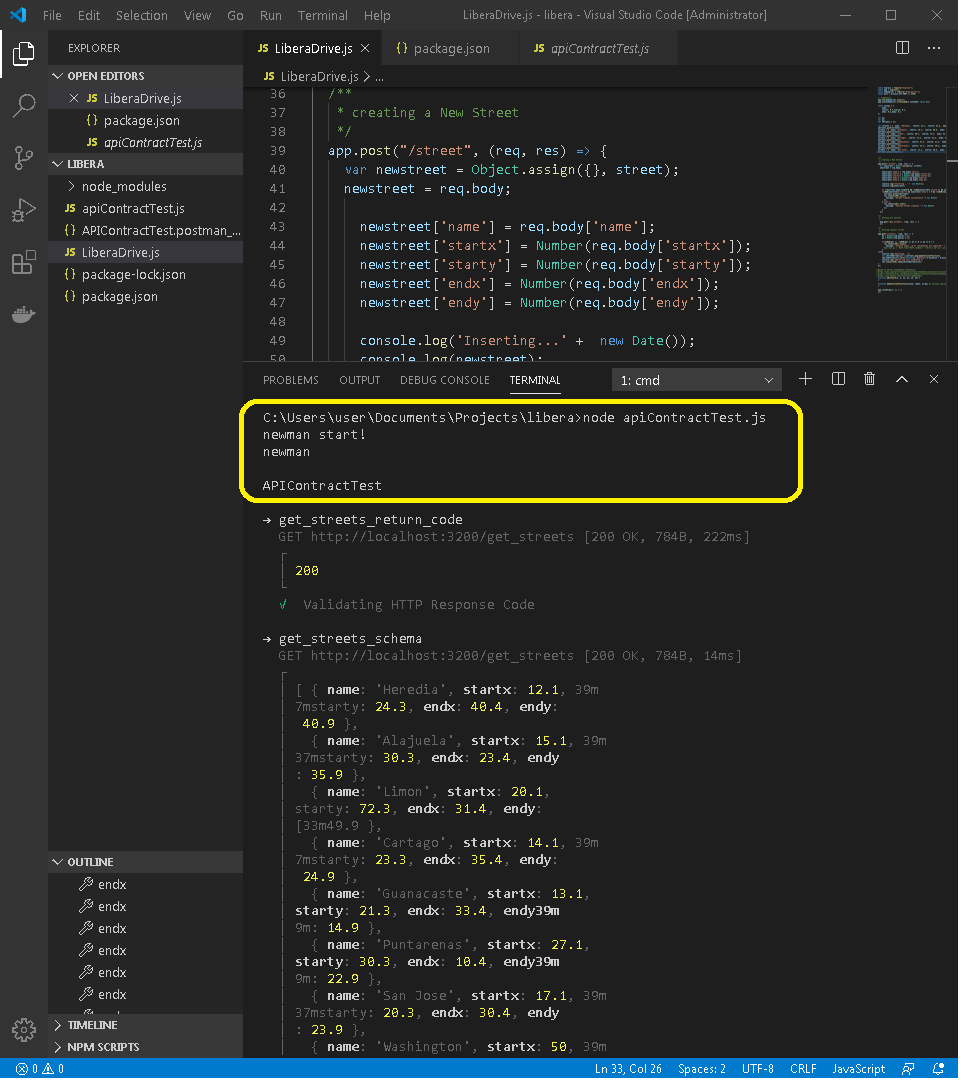 File Edit Selection View Go Run Terminal Help LiberaDrive.js - libera - Visual Studio Code [Administrator]
EXPLORER
OPEN EDITORS
JS LiberaDrive.js
{} package.json
JS apiContractTest.js
LIBERA
node_modules
JS apiContractTest.js
{} APIContractTest.postman_...
JS LiberaDrive.js
{} package-lock.json
{} package.json
OUTLINE
endx
endx
endx
endx
endx
endx
TIMELINE
NPM SCRIPTS
JS LiberaDrive.js {} package.json JS apiContractTest.js
JS LiberaDrive.js > ...
36 /**
37 * creating a New Street
38 */
39 app.post("/street", (req, res) => {
40 var newstreet = Object.assign({}, street);
41 newstreet = req.body;
42
43 newstreet['name'] = req.body['name'];
44 newstreet['startx'] = Number(req.body['startx']);
45 newstreet['starty'] = Number(req.body['starty']);
46 newstreet['endx'] = Number(req.body['endx']);
47 newstreet['endy'] = Number(req.body['endy']);
48
49 console.log('Inserting...' +  new Date());
50 console.log(newstreet);
PROBLEMS OUTPUT DEBUG CONSOLE TERMINAL 1: cmd
C:\Users\user\Documents\Projects\libera>node apiContractTest.js
newman start!
newman
APIContractTest
→ get_streets_return_code
GET http://localhost:3200/get_streets [200 OK, 784B, 222ms]
200
√ Validating HTTP Response Code
→ get_streets_schema
GET http://localhost:3200/get_streets [200 OK, 784B, 14ms]
[ { name: 'Heredia', startx: 12.1, 39m
7mstarty: 24.3, endx: 40.4, endy:
40.9 },
{ name: 'Alajuela', startx: 15.1, 39m
37mstarty: 30.3, endx: 23.4, endy
: 35.9 },
{ name: 'Limon', startx: 20.1,
starty: 72.3, endx: 31.4, endy:
[33m49.9 },
{ name: 'Cartago', startx: 14.1, 39m
7mstarty: 23.3, endx: 35.4, endy:
24.9 },
{ name: 'Guanacaste', startx: 13.1,
starty: 21.3, endx: 33.4, endy39m
9m: 14.9 },
{ name: 'Puntarenas', startx: 27.1,
starty: 30.3, endx: 10.4, endy39m
9m: 22.9 },
{ name: 'San Jose', startx: 17.1, 39m
37mstarty: 20.3, endx: 30.4, endy
: 23.9 },
{ name: 'Washington', startx: 50, 39m
0 0 Ln 33, Col 26 Spaces: 2 UTF-8 CRLF JavaScript